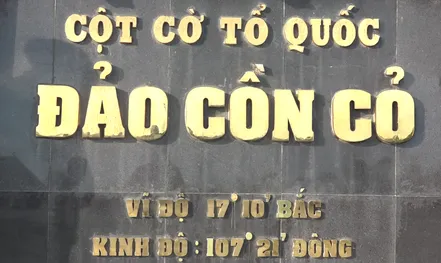 CỘT CỜ TỔ QUỐC
ĐẢO CỒN CỎ
VĨ ĐỘ 17° 10' BẮC
KINH ĐỘ : 107° 21' ĐÔNG